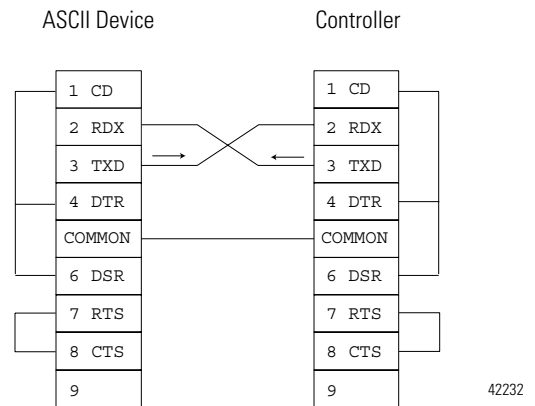 ASCII Device
Controller
1 CD
1 CD
2 RDX
2 RDX
3 TXD
3 TXD
4 DTR
4 DTR
COMMON
COMMON
6 DSR
6 DSR
7 RTS
7 RTS
8 CTS
8 CTS
9
9
42232